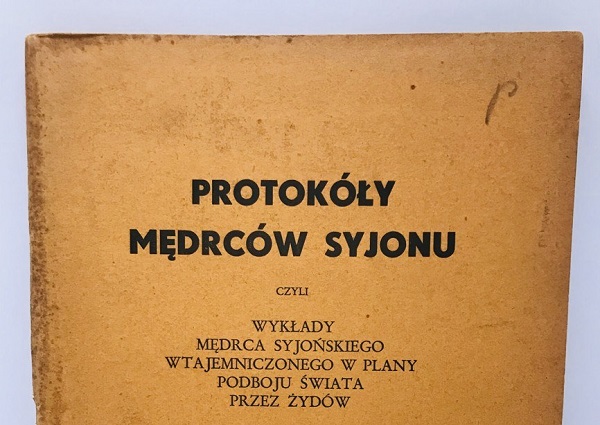 PROTOKÓŁY
MĘDRCÓW SYJONU
CZYLI
WYKŁADY
MĘDRCA SYJOŃSKIEGO
WTAJEMNICZONEGO W PLANY
PODBOJU ŚWIATA
PRZEZ ŻYDÓW